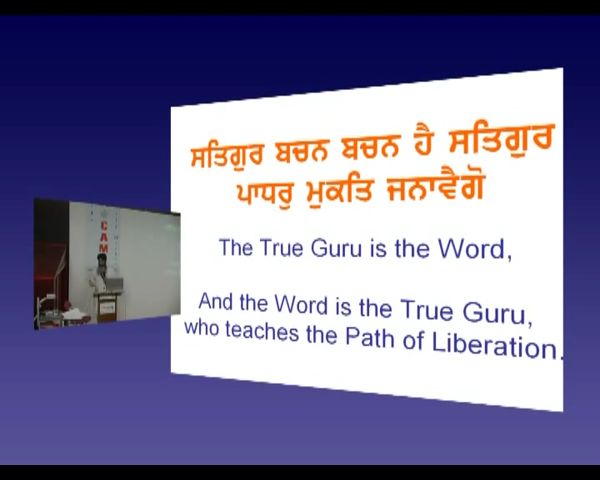 ਸਤਿਗੁਰ ਬਚਨ ਬਚਨ ਹੈ ਸਤਿਗੁਰ
ਪਾਧਰੁ ਮੁਕਤਿ ਜਨਾਵੈਗੋ
The True Guru is the Word,
And the Word is the True Guru,
who teaches the Path of Liberation.
CAM